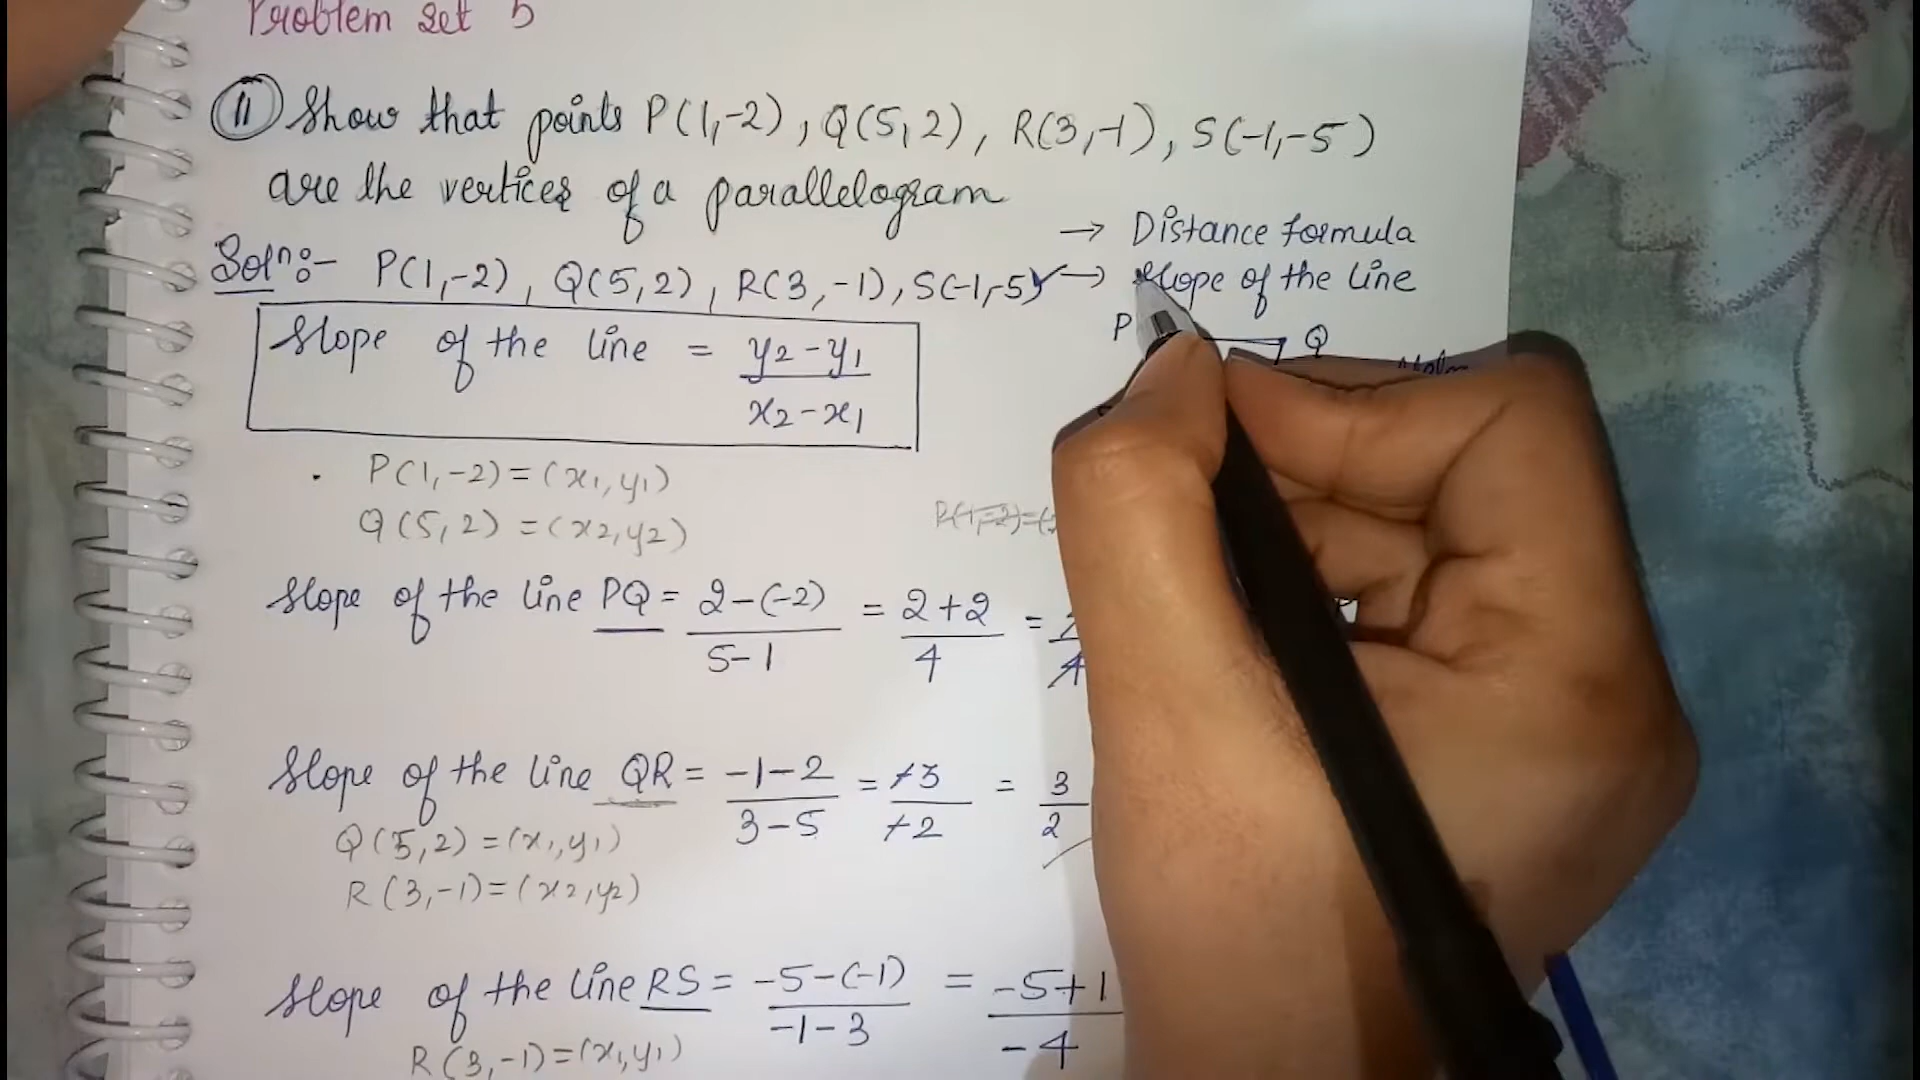 Problem set 5
11 Show that points P(1,-2), Q(5,2), R(3,-1), S(-1,-5)
are the vertices of a parallelogram
Soln:- P(1,-2), Q(5,2), R(3,-1), S(-1,-5)
→ Distance formula
✓→ Slope of the line
P Q
Slope of the line = y2-y1 / x2-x1
P(1,-2)=(x1,y1)
Q(5,2)=(x2,y2)
Slope of the line PQ = 2-(-2) / 5-1 = 2+2 / 4 =
Slope of the line QR = -1-2 / 3-5 = -3 / -2 = 3 / 2
Q(5,2)=(x1,y1)
R(3,-1)=(x2,y2)
Slope of the line RS = -5-(-1) / -1-3 = -5+1 / -4
R(3,-1)=(x1,y1)